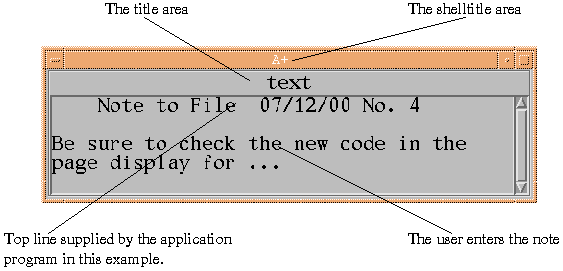 The title area
The shelltitle area
A+
text
Note to File 07/12/00 No. 4
Be sure to check the new code in the
page display for ...
Top line supplied by the application
program in this example.
The user enters the note